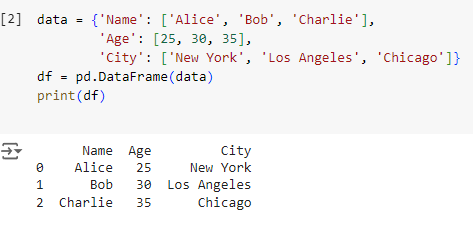 [2] data = {'Name': ['Alice', 'Bob', 'Charlie'],
'Age': [25, 30, 35],
'City': ['New York', 'Los Angeles', 'Chicago']}
df = pd.DataFrame(data)
print(df)
Name Age City
0 Alice 25 New York
1 Bob 30 Los Angeles
2 Charlie 35 Chicago